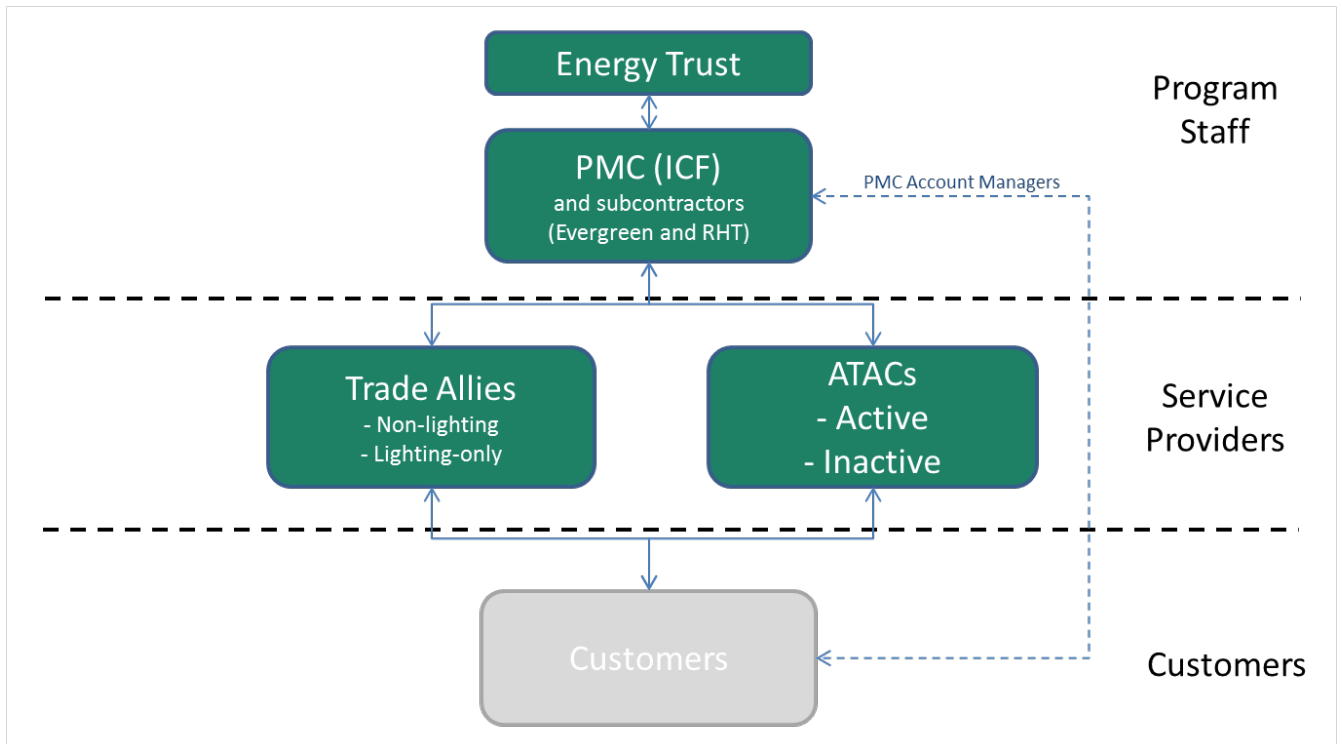 Energy Trust
Program
Staff
PMC (ICF)
and subcontractors
(Evergreen and RHT)
PMC Account Managers
Trade Allies
- Non-lighting
- Lighting-only
ATACs
- Active
- Inactive
Service
Providers
Customers
Customers